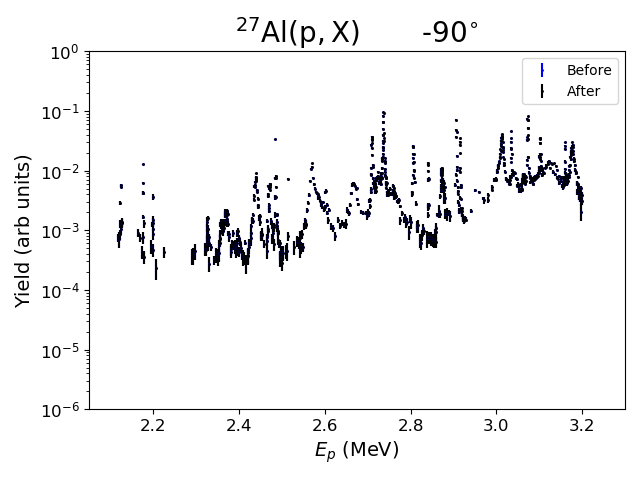 ²⁷Al(p, X) -90°
Before
After
Yield (arb units)
10⁰
10⁻¹
10⁻²
10⁻³
10⁻⁴
10⁻⁵
10⁻⁶
2.2 2.4 2.6 2.8 3.0 3.2
Eₚ (MeV)